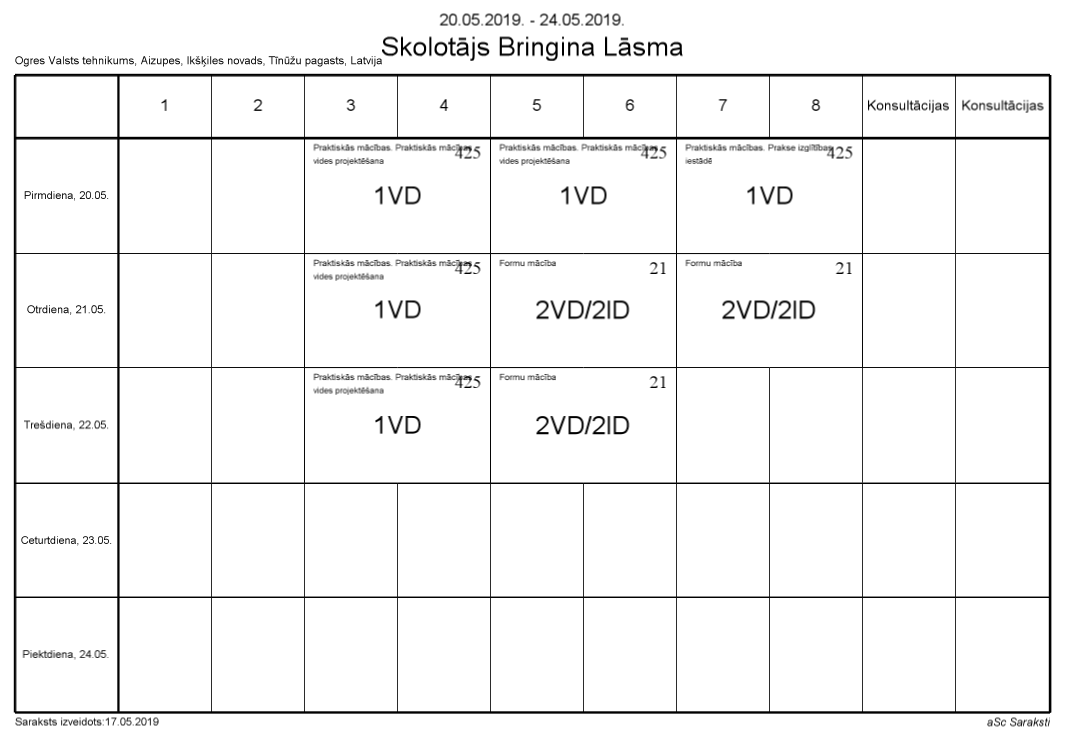 20.05.2019. - 24.05.2019.
Skolotājs Bringina Lāsma
Ogres Valsts tehnikums, Aizupes, Ikšķiles novads, Tīnūžu pagasts, Latvija
1 2 3 4 5 6 7 8 Konsultācijas Konsultācijas
Pirmdiena, 20.05.
Praktiskās mācības. Praktiskās mācības
425
vides projektēšana
1VD
Praktiskās mācības. Praktiskās mācības
425
vides projektēšana
1VD
Praktiskās mācības. Prakse izglītības
425
iestādē
1VD
Otrdiena, 21.05.
Praktiskās mācības. Praktiskās mācības
425
vides projektēšana
1VD
Formu mācība
21
2VD/2ID
Formu mācība
21
2VD/2ID
Trešdiena, 22.05.
Praktiskās mācības. Praktiskās mācības
425
vides projektēšana
1VD
Formu mācība
21
2VD/2ID
Ceturtdiena, 23.05.
Piektdiena, 24.05.
Saraksts izveidots:17.05.2019
aSc Saraksti